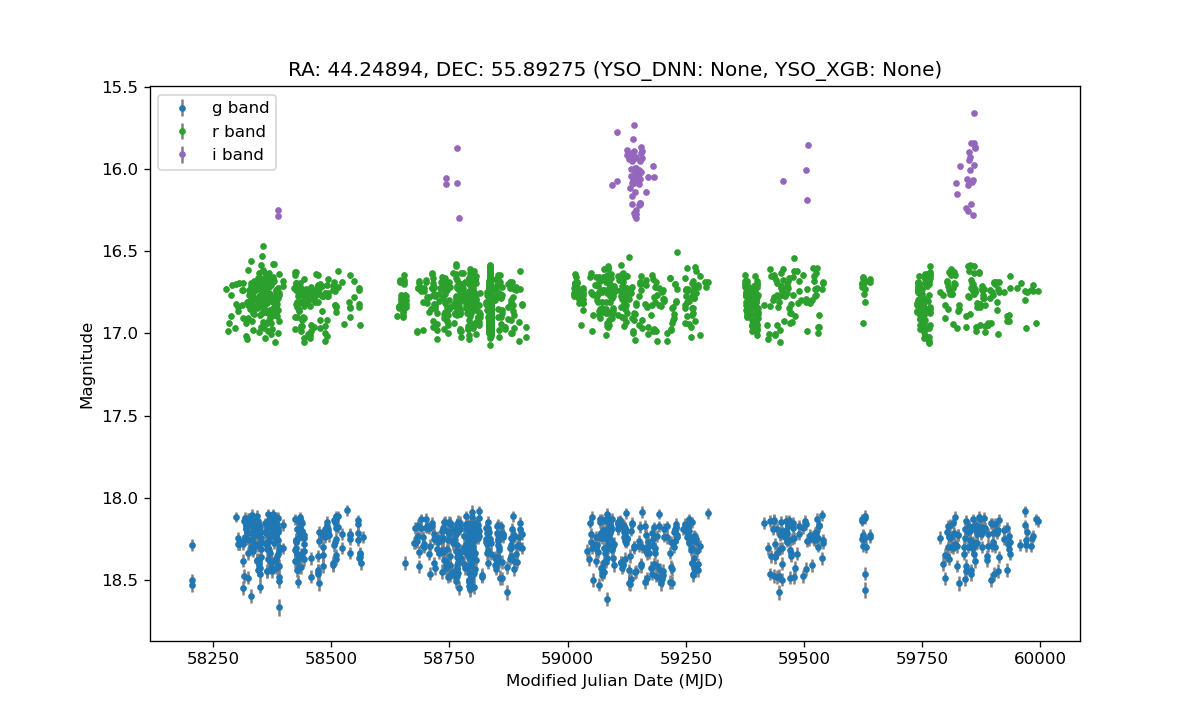 RA: 44.24894, DEC: 55.89275 (YSO_DNN: None, YSO_XGB: None)
g band
r band
i band
15.5
16.0
16.5
17.0
17.5
18.0
18.5
Magnitude
58250 58500 58750 59000 59250 59500 59750 60000
Modified Julian Date (MJD)